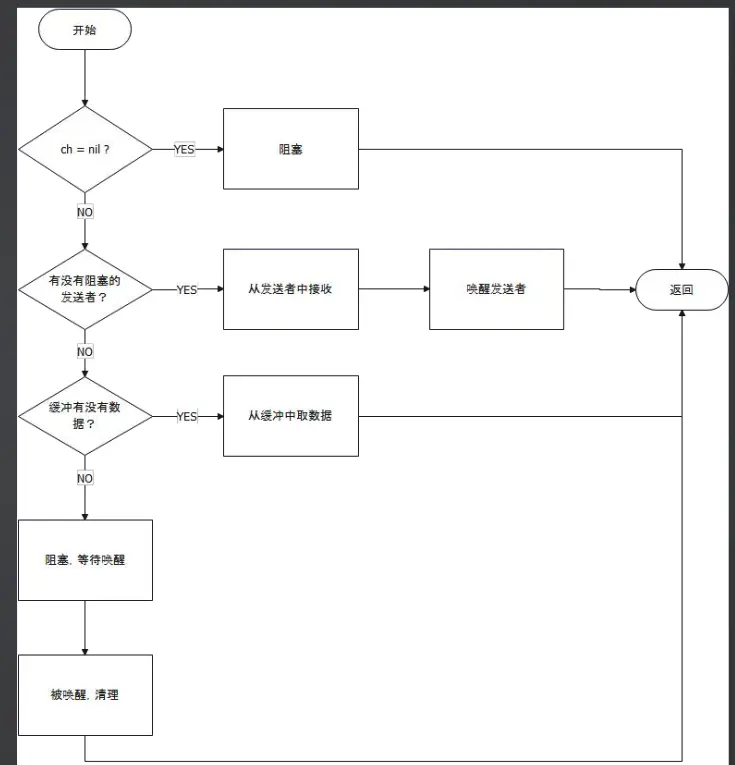 开始
ch = nil ?
YES
阻塞
NO
有没有阻塞的
发送者？
YES
从发送者中接收
唤醒发送者
返回
NO
缓冲有没有数
据？
YES
从缓冲中取数据
NO
阻塞, 等待唤醒
被唤醒, 清理